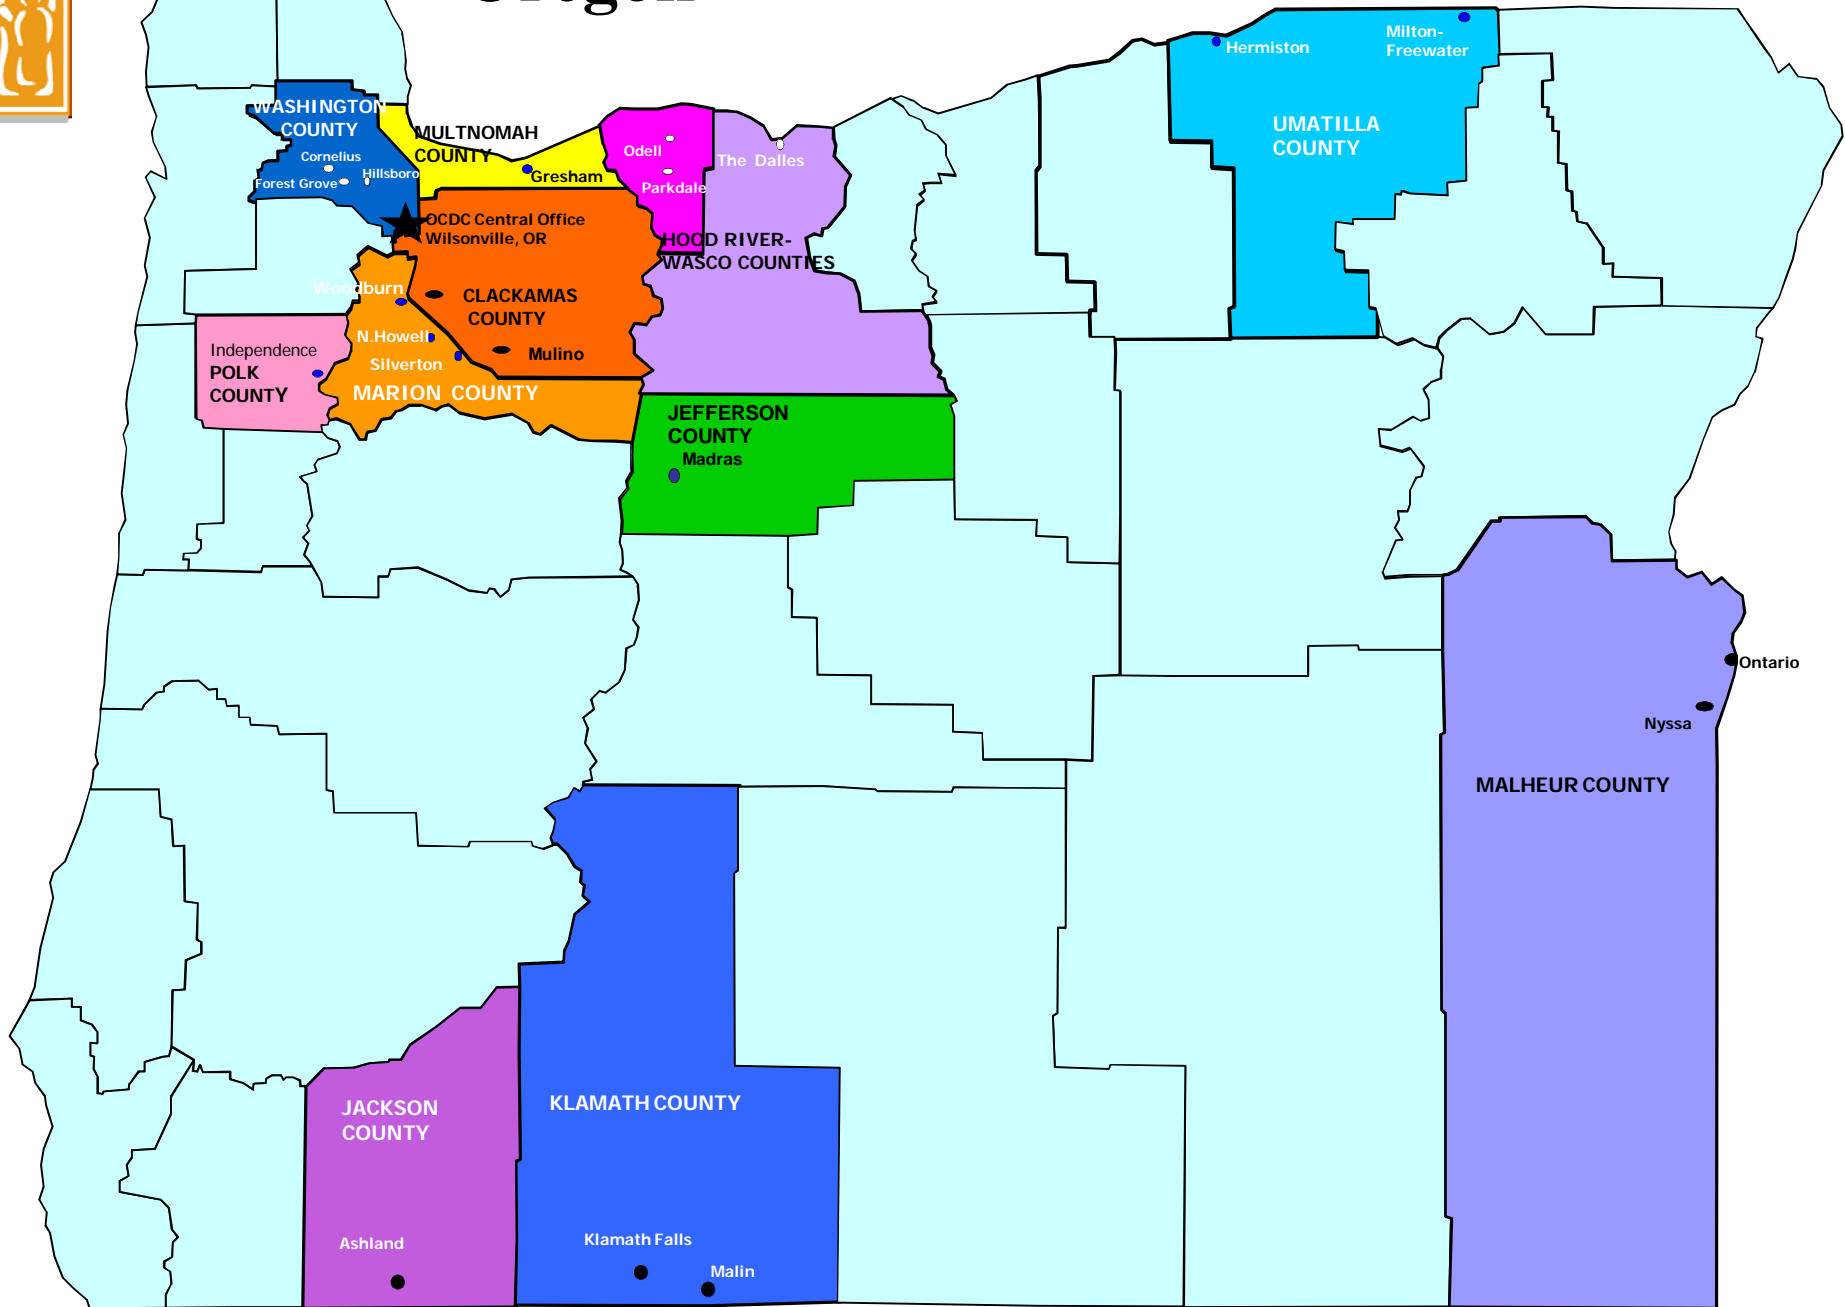 Oregon
Hermiston
Milton-
Freewater
WASHINGTON
COUNTY
MULTNOMAH
COUNTY
UMATILLA
COUNTY
Cornelius
Forest Grove
Hillsboro
Gresham
Odell
Parkdale
The Dalles
OCDC Central Office
Wilsonville, OR
HOOD RIVER-
WASCO COUNTIES
Woodburn
CLACKAMAS
COUNTY
N.Howell
Silverton
Mulino
Independence
POLK
COUNTY
MARION COUNTY
JEFFERSON
COUNTY
Madras
Ontario
Nyssa
MALHEUR COUNTY
JACKSON
COUNTY
KLAMATH COUNTY
Ashland
Klamath Falls
Malin